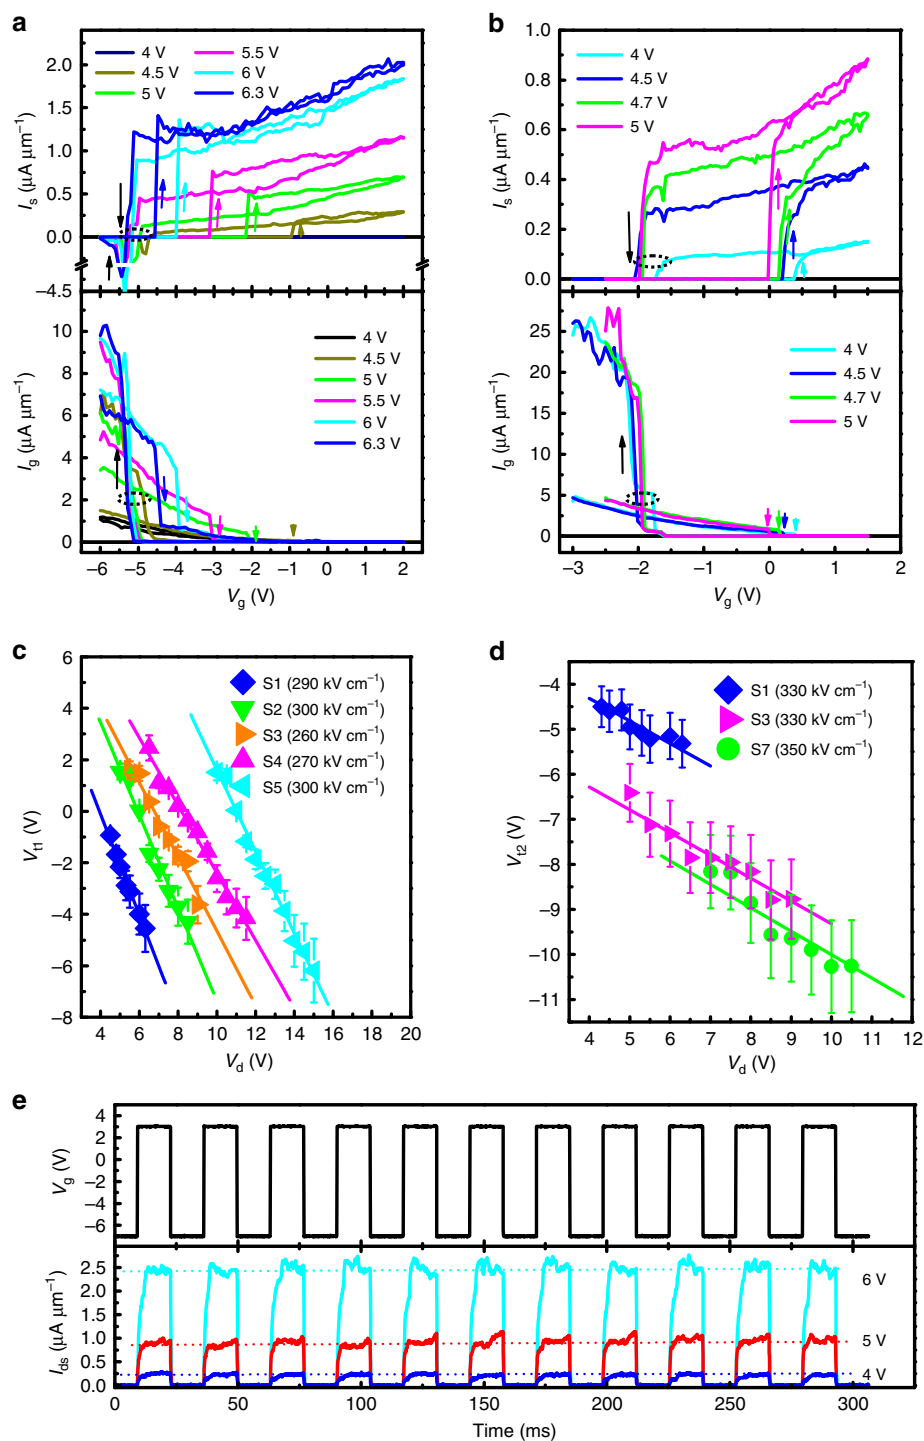 a
4 V
4.5 V
5 V
5.5 V
6 V
6.3 V
2.0
1.5
1.0
0.5
0.0
−4.5
Is (μA μm−1)
10
8
6
4
2
0
Ig (μA μm−1)
4 V
4.5 V
5 V
5.5 V
6 V
6.3 V
−6 −5 −4 −3 −2 −1 0 1 2
Vg (V)
b
4 V
4.5 V
4.7 V
5 V
0.8
0.6
0.4
0.2
0.0
Is (μA μm−1)
25
20
15
10
5
0
Ig (μA μm−1)
4 V
4.5 V
4.7 V
5 V
−3 −2 −1 0 1
Vg (V)
c
6
4
2
0
−2
−4
−6
−8
Vt1 (V)
S1 (290 kV cm−1)
S2 (300 kV cm−1)
S3 (260 kV cm−1)
S4 (270 kV cm−1)
S5 (300 kV cm−1)
4 6 8 10 12 14 16 18 20
Vd (V)
d
−4
−5
−6
−7
−8
−9
−10
−11
Vt2 (V)
S1 (330 kV cm−1)
S3 (330 kV cm−1)
S7 (350 kV cm−1)
4 5 6 7 8 9 10 11 12
Vd (V)
e
4
2
0
−2
−4
−6
Vg (V)
2.5
1.0
0.5
0.0
Ids (μA μm−1)
6 V
5 V
4 V
0 50 100 150 200 250 300
Time (ms)